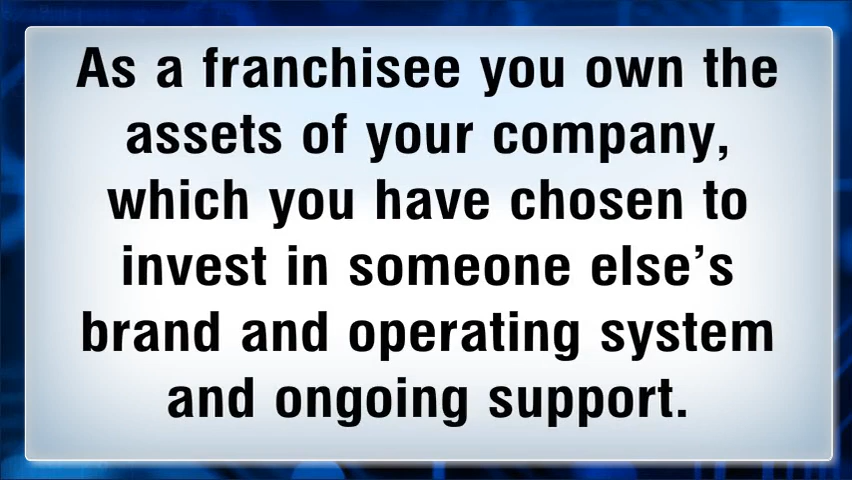 As a franchisee you own the
assets of your company,
which you have chosen to
invest in someone else’s
brand and operating system
and ongoing support.